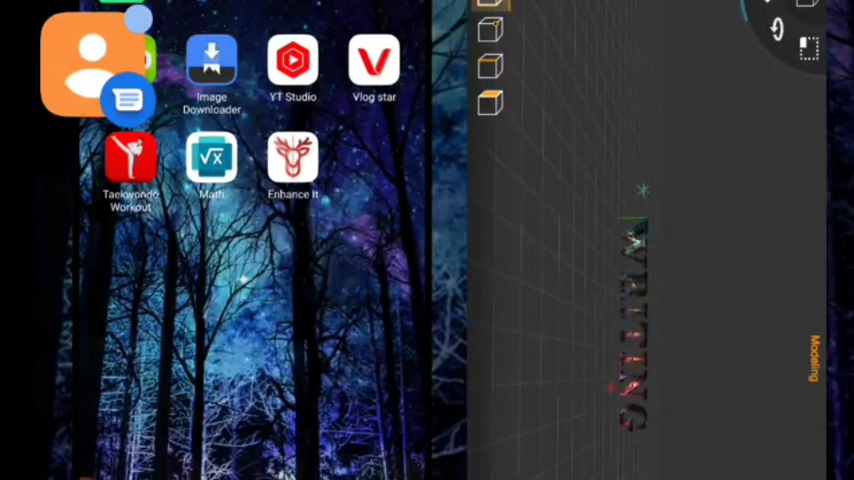 Image
Downloader
YT Studio
Vlog star
Taekwondo
Workout
√x
Math
Enhance It
WRITING
Modeling